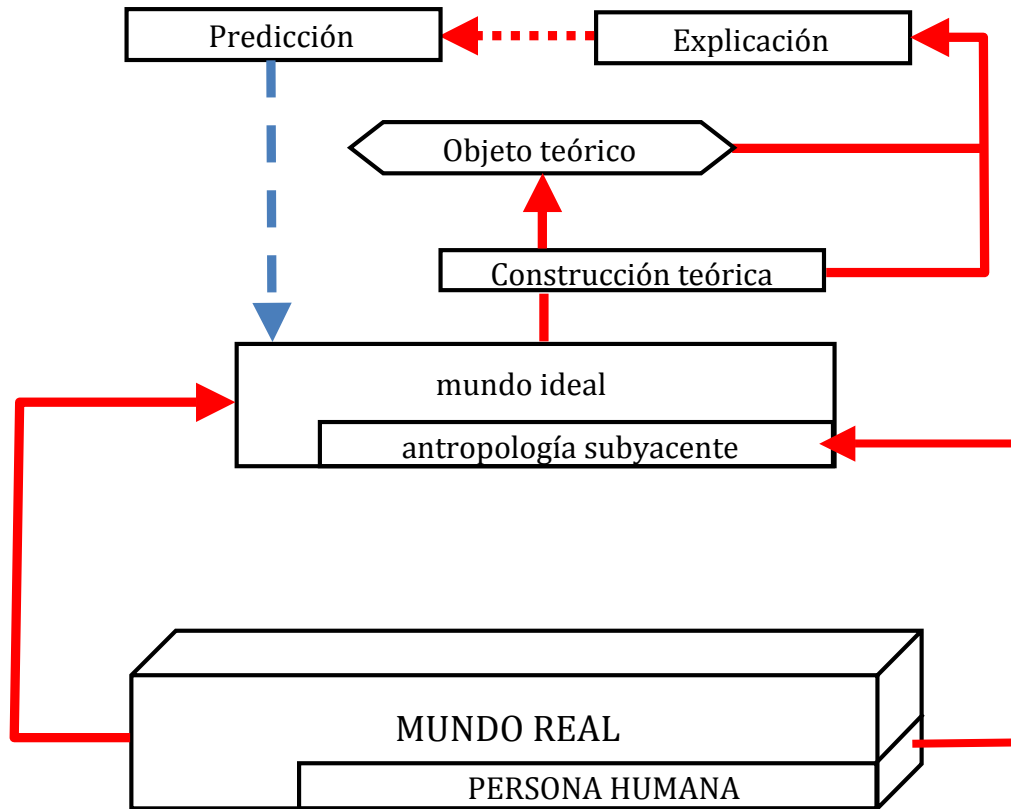 Predicción
Explicación
Objeto teórico
Construcción teórica
mundo ideal
antropología subyacente
MUNDO REAL
PERSONA HUMANA